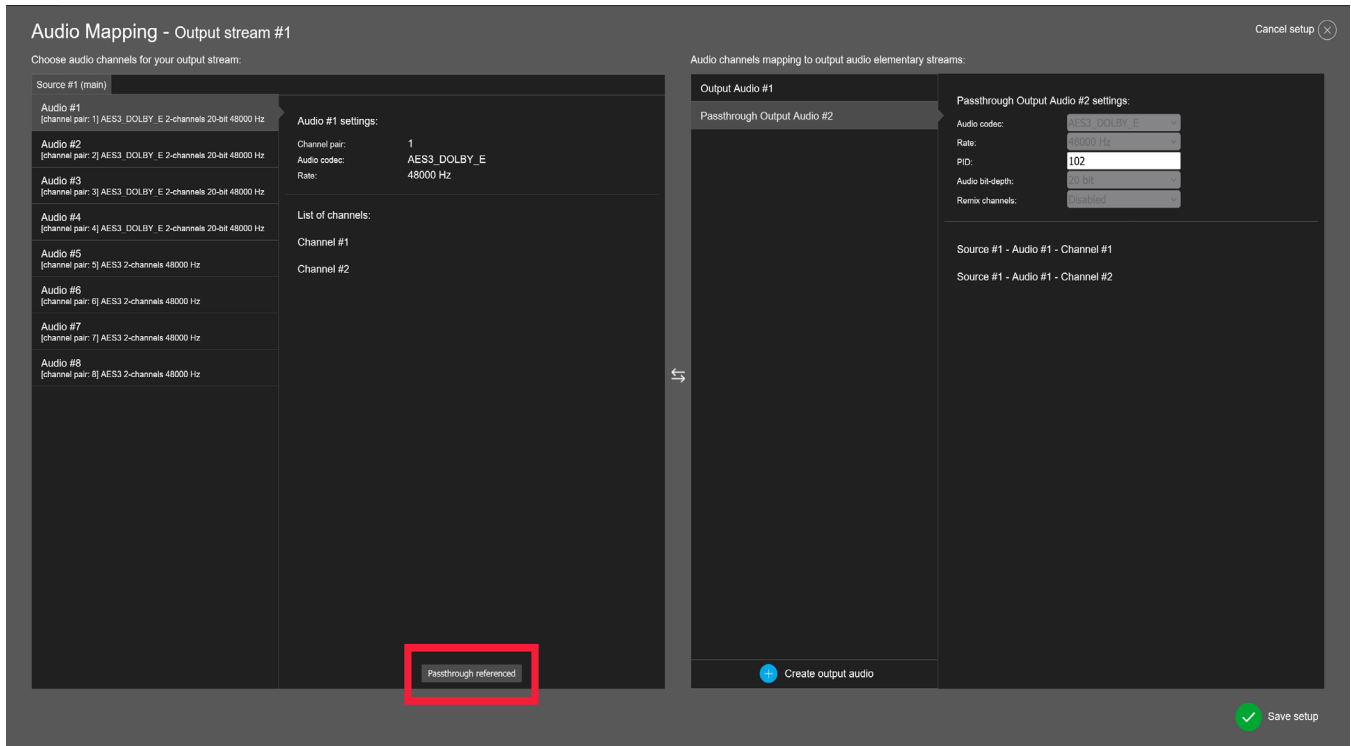 Audio Mapping - Output stream #1
Cancel setup
Choose audio channels for your output stream:
Source #1 (main)
Audio #1
[channel pair: 1] AES3_DOLBY_E 2-channels 20-bit 48000 Hz
Audio #2
[channel pair: 2] AES3_DOLBY_E 2-channels 20-bit 48000 Hz
Audio #3
[channel pair: 3] AES3_DOLBY_E 2-channels 20-bit 48000 Hz
Audio #4
[channel pair: 4] AES3_DOLBY_E 2-channels 20-bit 48000 Hz
Audio #5
[channel pair: 5] AES3 2-channels 48000 Hz
Audio #6
[channel pair: 6] AES3 2-channels 48000 Hz
Audio #7
[channel pair: 7] AES3 2-channels 48000 Hz
Audio #8
[channel pair: 8] AES3 2-channels 48000 Hz
Audio #1 settings:
Channel pair: 1
Audio codec: AES3_DOLBY_E
Rate: 48000 Hz
List of channels:
Channel #1
Channel #2
Passthrough referenced
Audio channels mapping to output audio elementary streams:
Output Audio #1
Passthrough Output Audio #2
Create output audio
Passthrough Output Audio #2 settings:
Audio codec: AES3_DOLBY_E
Rate: 48000 Hz
PID: 102
Audio bit-depth: 20 bit
Remix channels: Disabled
Source #1 - Audio #1 - Channel #1
Source #1 - Audio #1 - Channel #2
Save setup